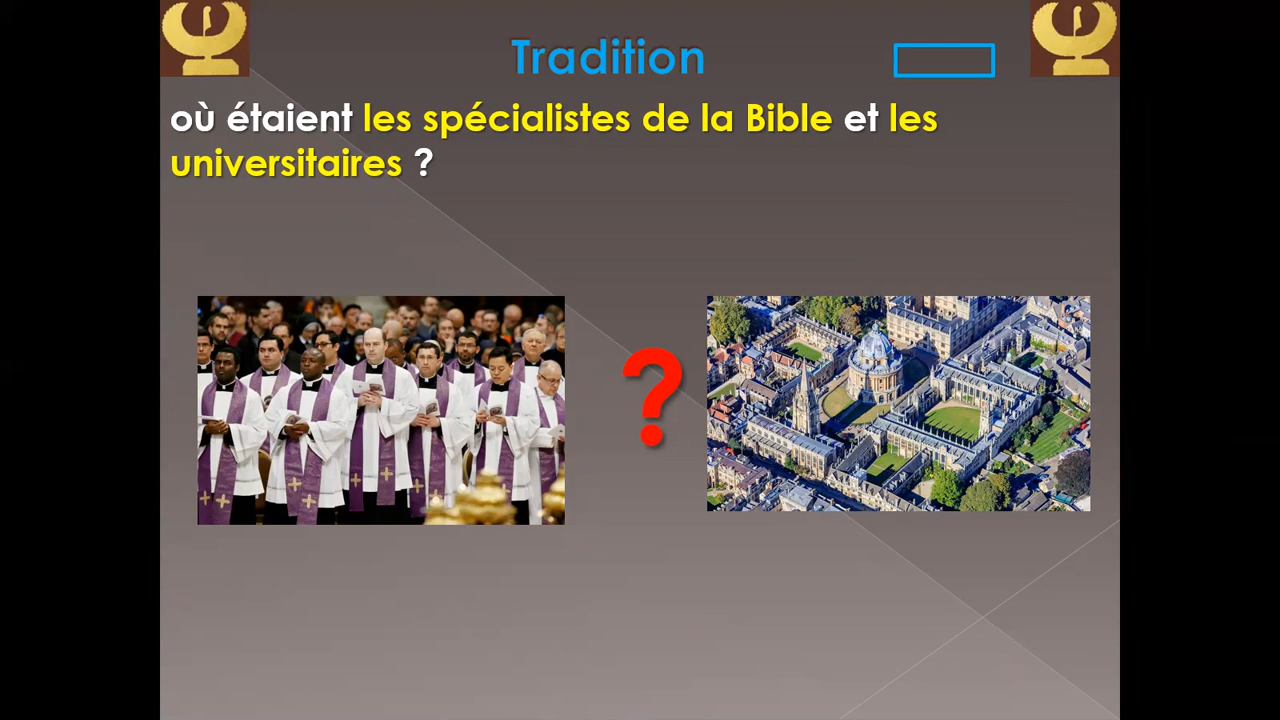 Tradition
où étaient les spécialistes de la Bible et les
universitaires ?
?